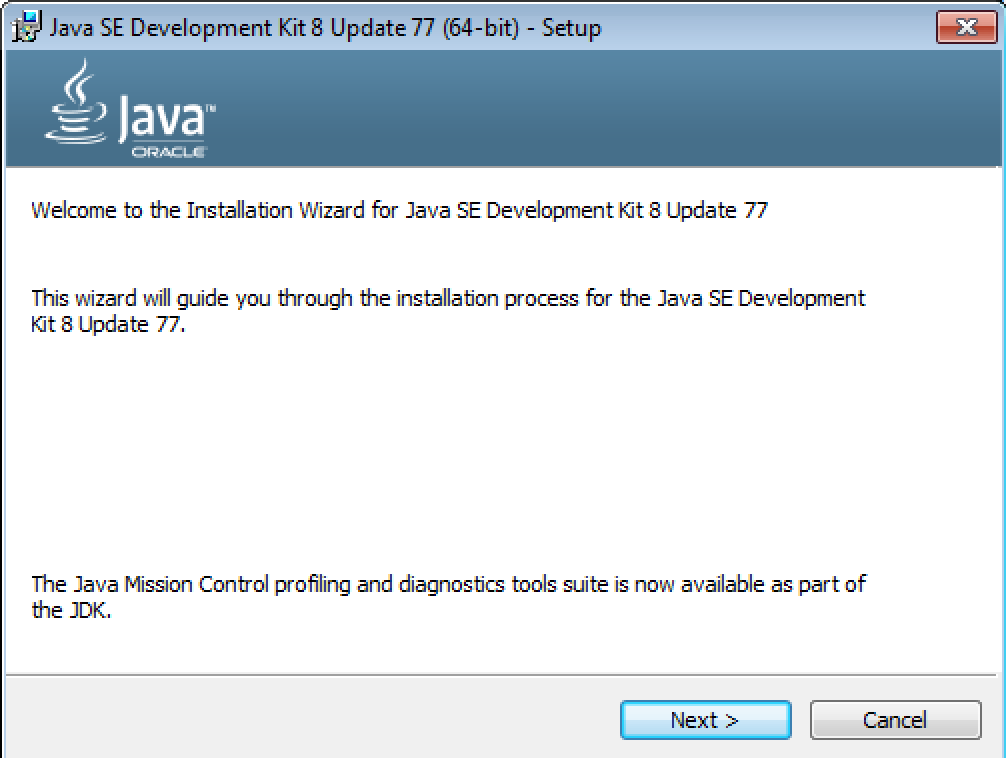 Java SE Development Kit 8 Update 77 (64-bit) - Setup
Java™
ORACLE
Welcome to the Installation Wizard for Java SE Development Kit 8 Update 77
This wizard will guide you through the installation process for the Java SE Development
Kit 8 Update 77.
The Java Mission Control profiling and diagnostics tools suite is now available as part of
the JDK.
Next >
Cancel